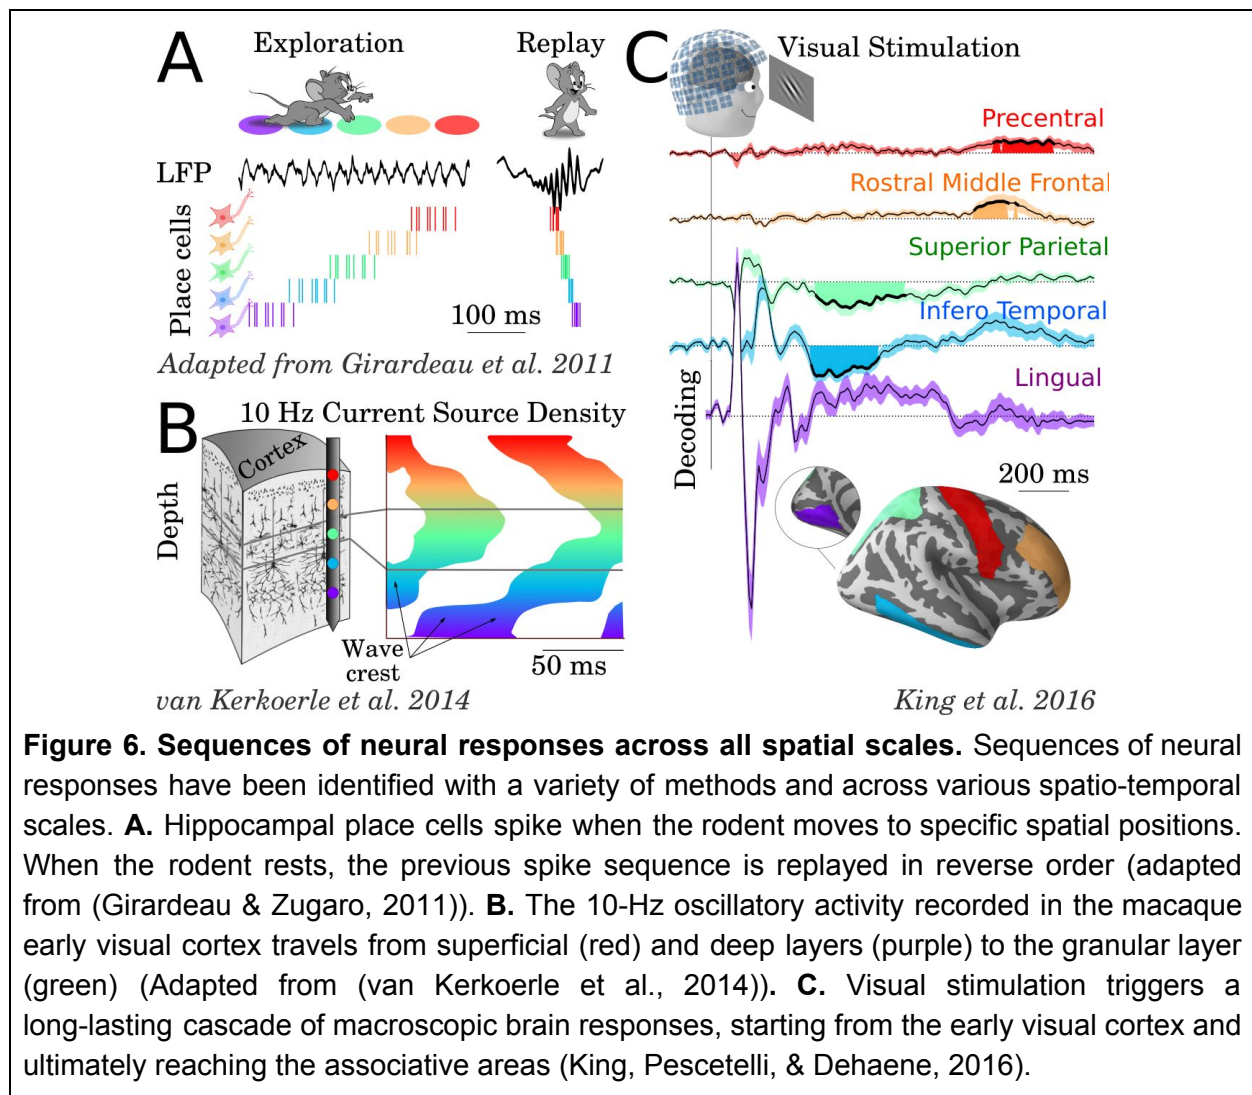 A
Exploration
Replay
LFP
Place cells
100 ms
Adapted from Girardeau et al. 2011
B
10 Hz Current Source Density
Cortex
Depth
Wave
crest
50 ms
van Kerkoerle et al. 2014
C
Visual Stimulation
Precentral
Rostral Middle Frontal
Superior Parietal
Infero Temporal
Lingual
Decoding
200 ms
King et al. 2016
Figure 6. Sequences of neural responses across all spatial scales. Sequences of neural
responses have been identified with a variety of methods and across various spatio-temporal
scales. A. Hippocampal place cells spike when the rodent moves to specific spatial positions.
When the rodent rests, the previous spike sequence is replayed in reverse order (adapted
from (Girardeau & Zugaro, 2011)). B. The 10-Hz oscillatory activity recorded in the macaque
early visual cortex travels from superficial (red) and deep layers (purple) to the granular layer
(green) (Adapted from (van Kerkoerle et al., 2014)). C. Visual stimulation triggers a
long-lasting cascade of macroscopic brain responses, starting from the early visual cortex and
ultimately reaching the associative areas (King, Pescetelli, & Dehaene, 2016).